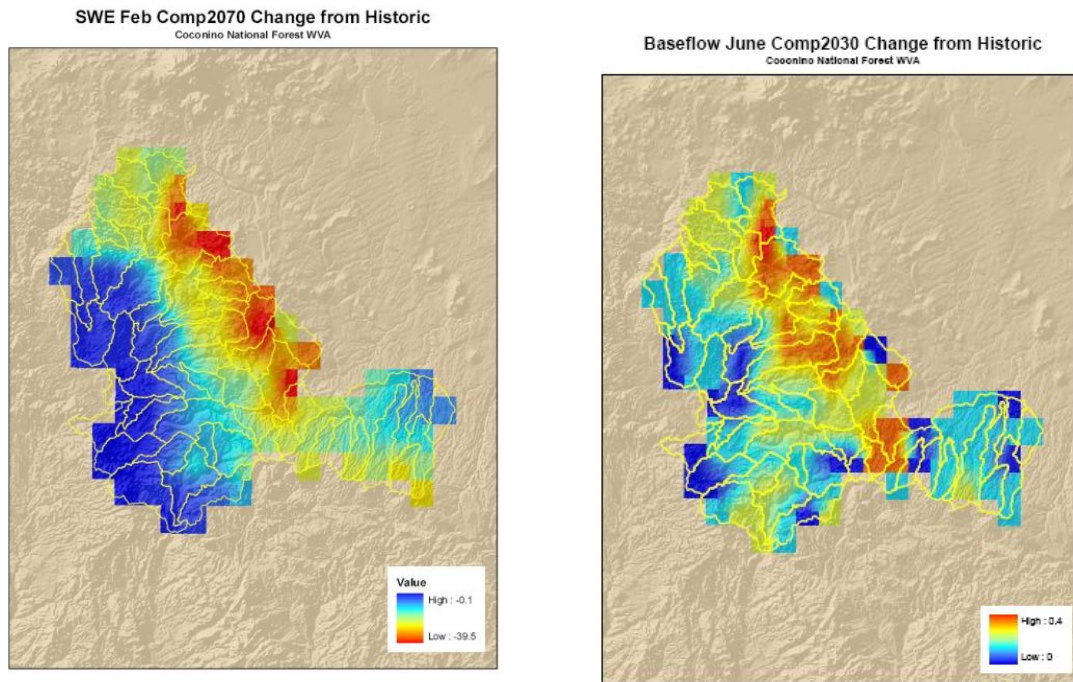 SWE Feb Comp2070 Change from Historic
Coconino National Forest WVA
Value
High : -0.1
Low : -39.5
Baseflow June Comp2030 Change from Historic
Coconino National Forest WVA
High : 0.4
Low : 0